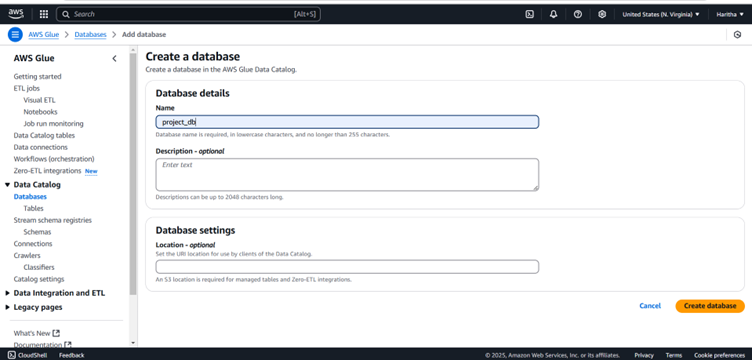 aws
Search [Alt+S]
United States (N. Virginia) ▼
Haritha ▼
AWS Glue > Databases > Add database
AWS Glue
Getting started
ETL jobs
Visual ETL
Notebooks
Job run monitoring
Data Catalog tables
Data connections
Workflows (orchestration)
Zero-ETL integrations New
Data Catalog
Databases
Tables
Stream schema registries
Schemas
Connections
Crawlers
Classifiers
Catalog settings
Data Integration and ETL
Legacy pages
What's New
Documentation
Create a database
Create a database in the AWS Glue Data Catalog.
Database details
Name
project_db
Database name is required, in lowercase characters, and no longer than 255 characters.
Description - optional
Enter text
Descriptions can be up to 2048 characters long.
Database settings
Location - optional
Set the URI location for use by clients of the Data Catalog.
An S3 location is required for managed tables and Zero-ETL integrations.
Cancel
Create database
CloudShell Feedback
© 2025, Amazon Web Services, Inc. or its affiliates. Privacy Terms Cookie preferences